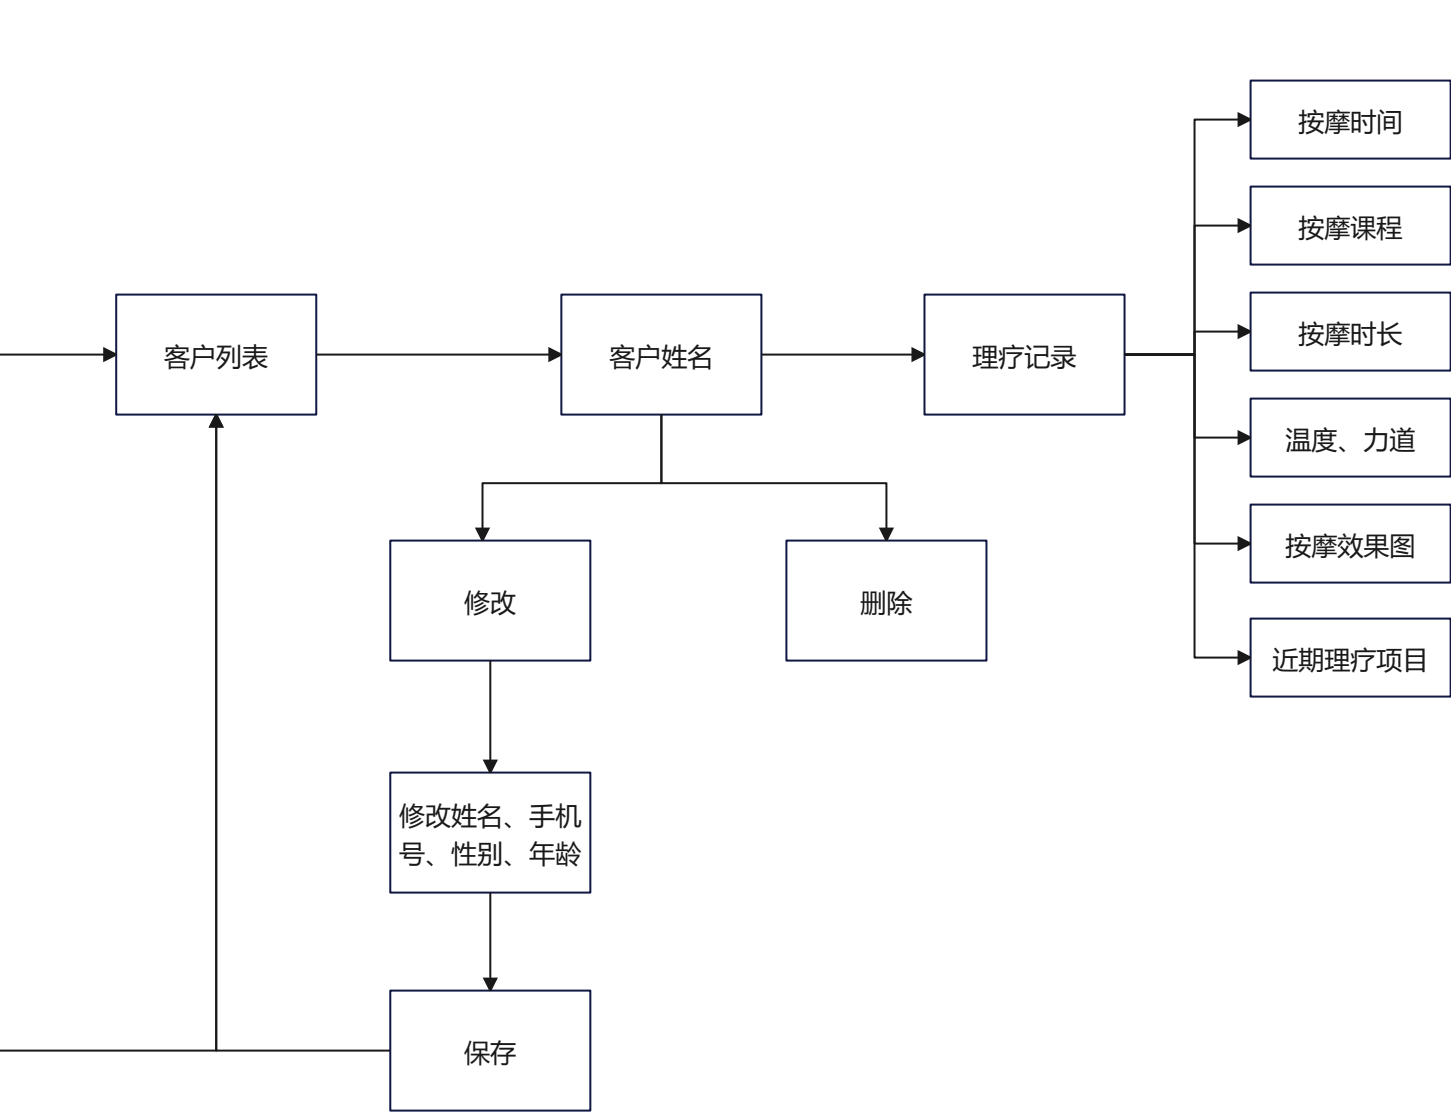 按摩时间
按摩课程
按摩时长
客户列表
客户姓名
理疗记录
温度、力道
按摩效果图
修改
删除
近期理疗项目
修改姓名、手机
号、性别、年龄
保存